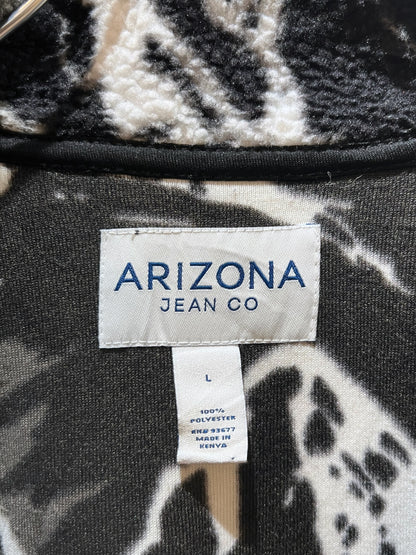 ARIZONA
JEAN CO
L
100%
POLYESTER
RN# 93677
MADE IN
KENYA